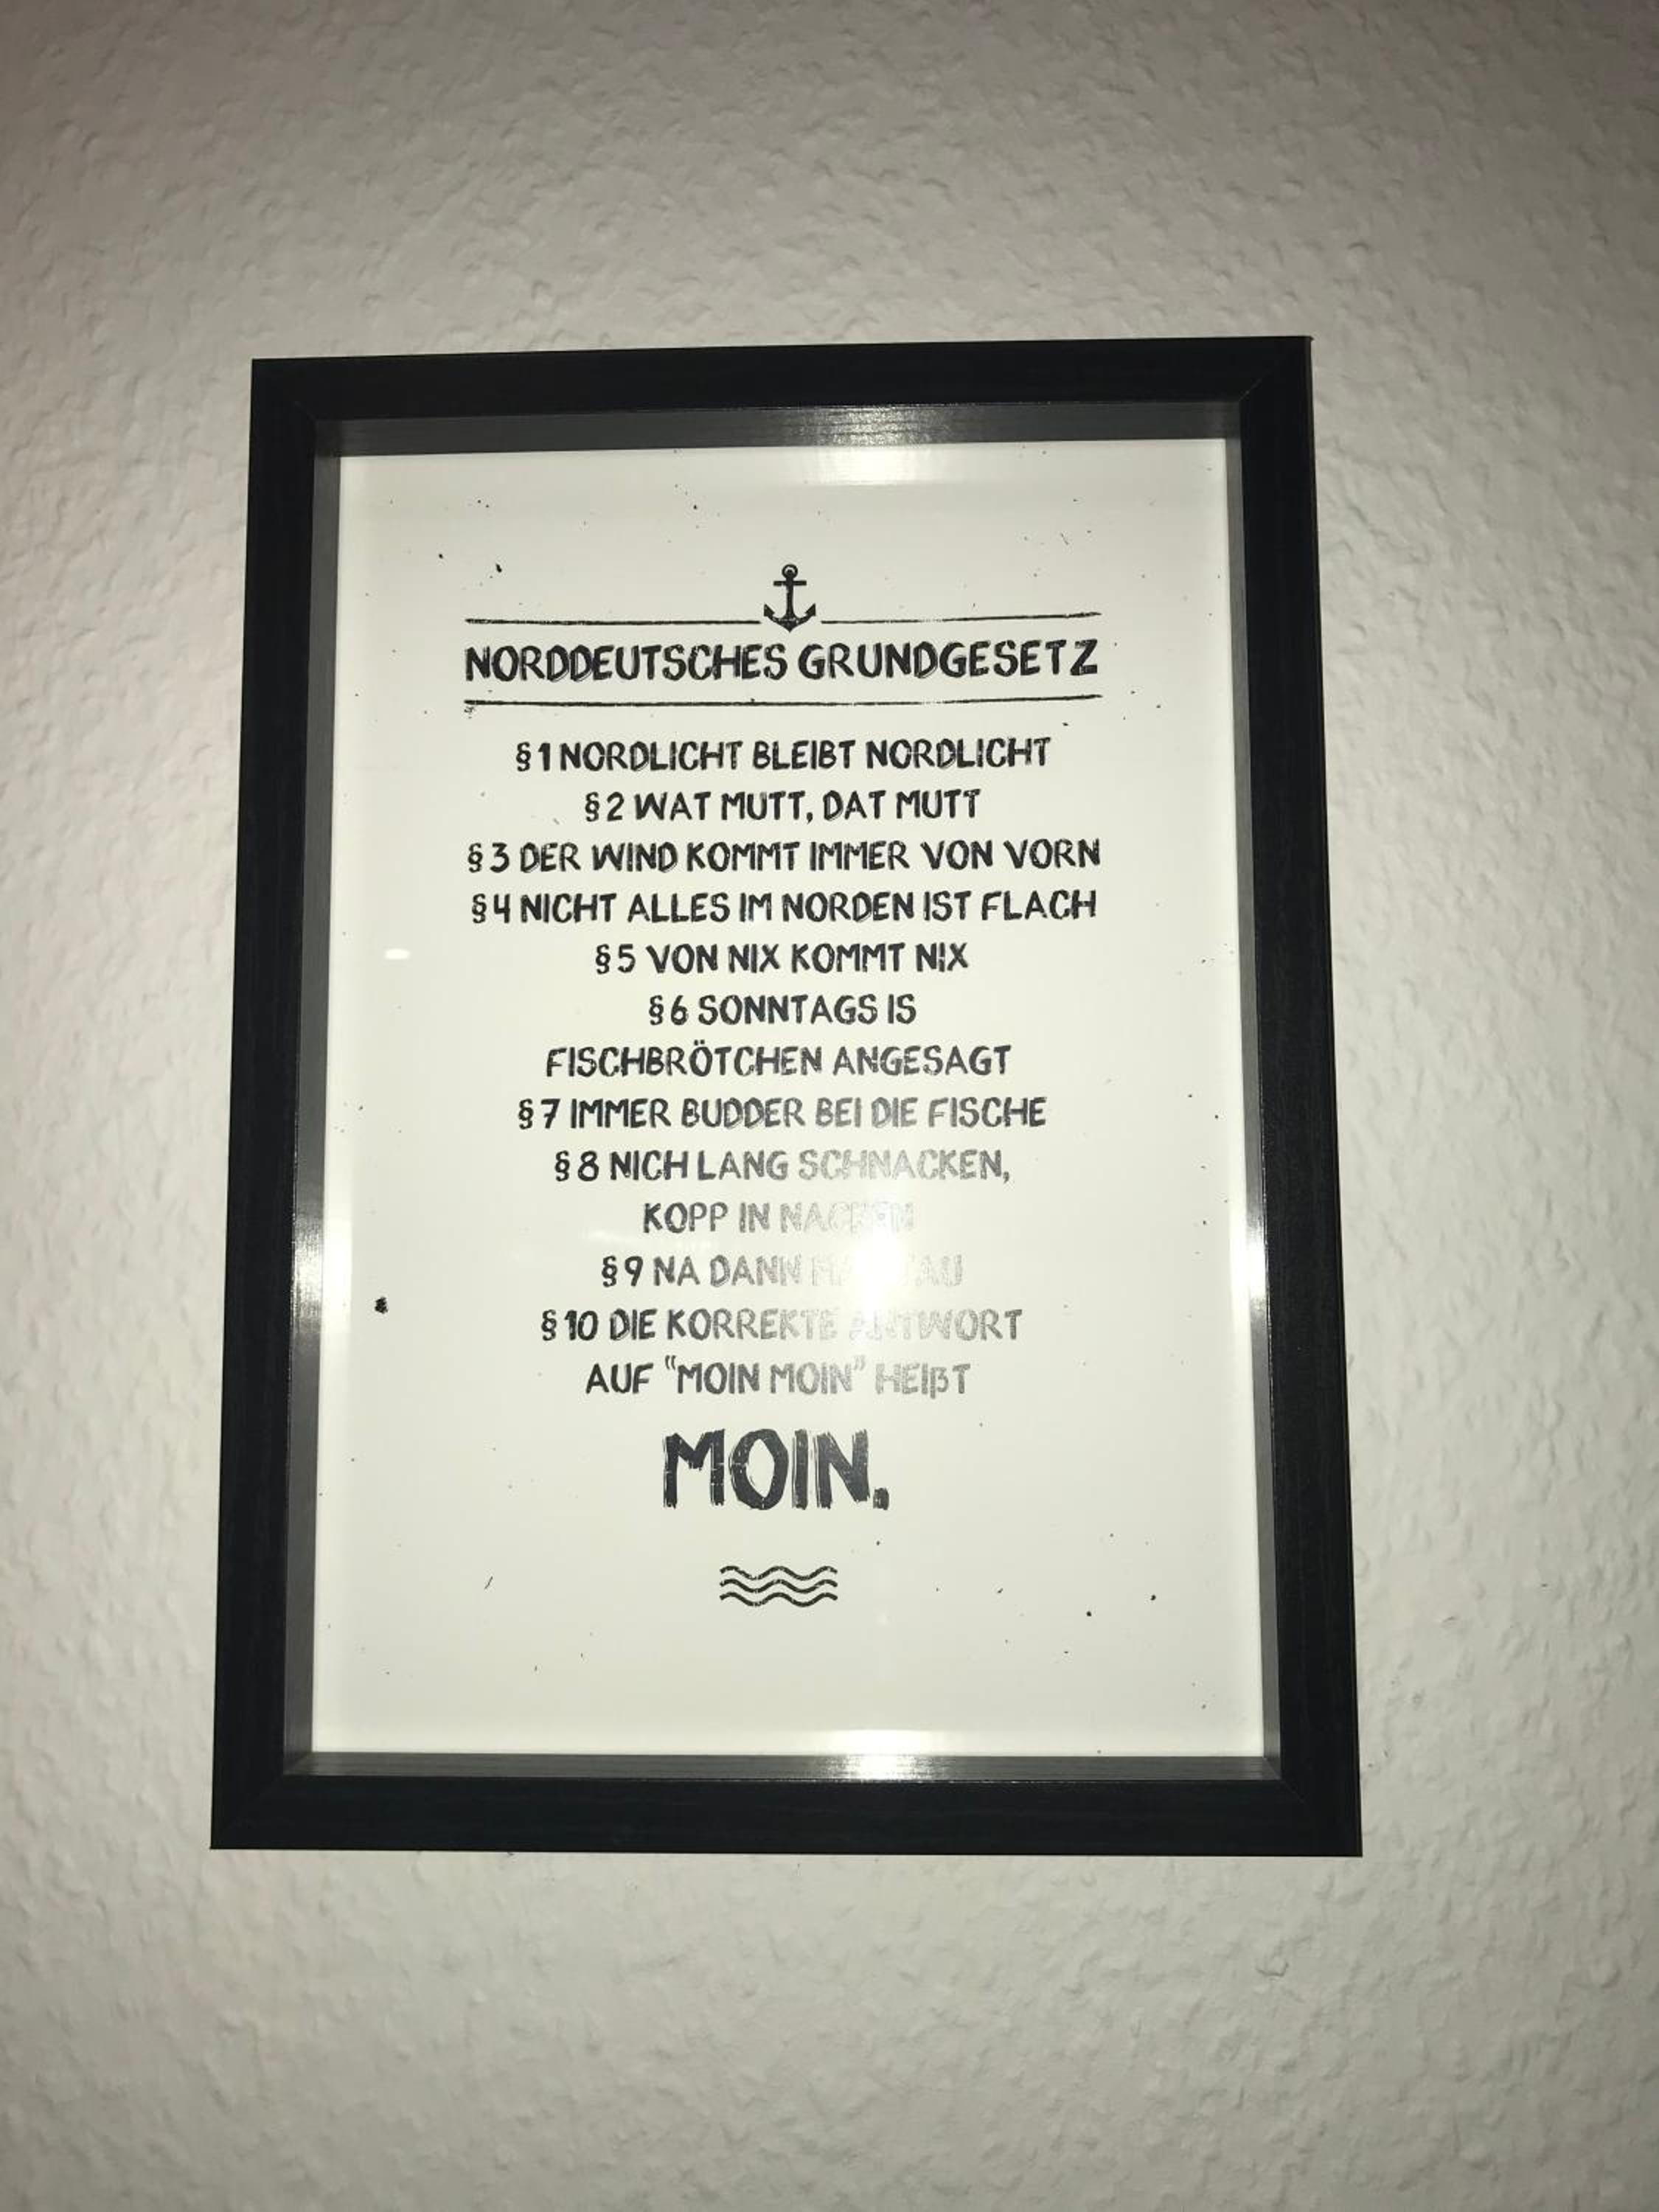 NORDDEUTSCHES GRUNDGESETZ
§1 NORDLICHT BLEIBT NORDLICHT
§2 WAT MUTT, DAT MUTT
§3 DER WIND KOMMT IMMER VON VORN
§4 NICHT ALLES IM NORDEN IST FLACH
§5 VON NIX KOMMT NIX
§6 SONNTAGS IS
FISCHBRÖTCHEN ANGESAGT
§7 IMMER BUDDER BEI DIE FISCHE
§8 NICH LANG SCHNACKEN,
KOPP IN NACKEN
§9 NA DANN
§10 DIE KORREKTE ANTWORT
AUF "MOIN MOIN" HEIßT
MOIN.